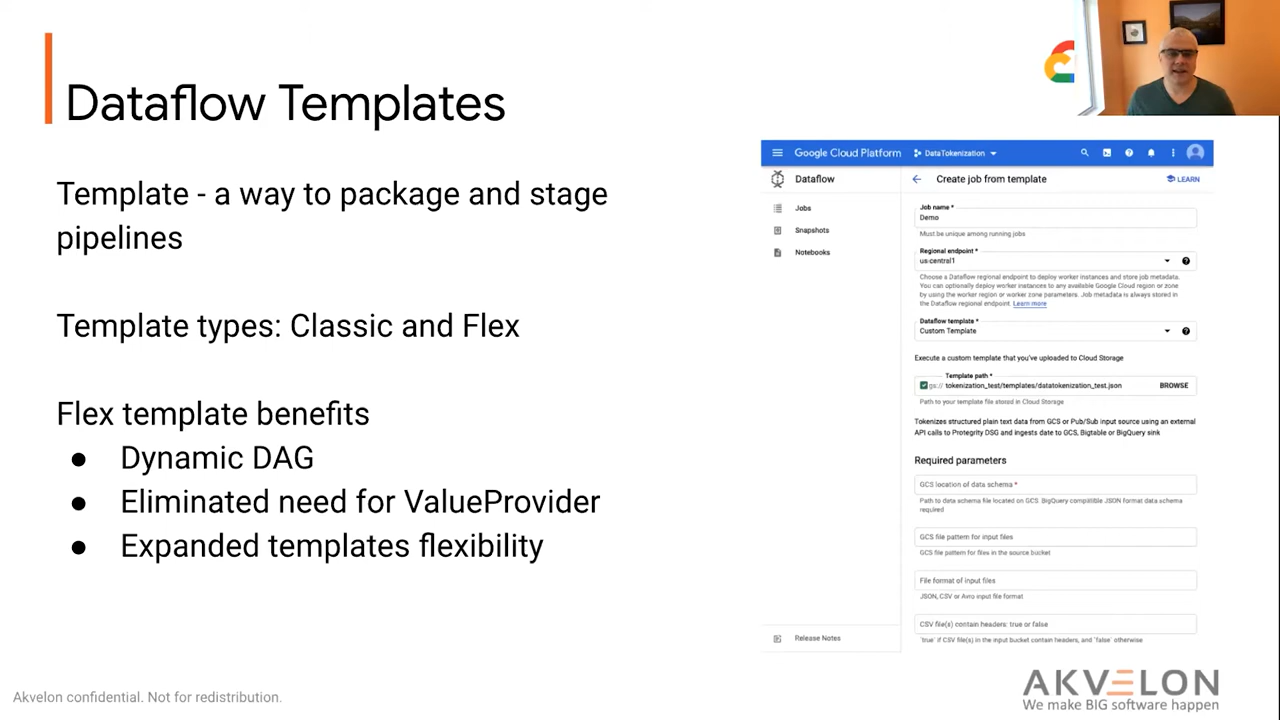 Dataflow Templates
Template - a way to package and stage
pipelines
Template types: Classic and Flex
Flex template benefits
● Dynamic DAG
● Eliminated need for ValueProvider
● Expanded templates flexibility
Google Cloud Platform
DataTokenization
Dataflow
Create job from template
LEARN
Jobs
Snapshots
Notebooks
Job name *
Demo
Must be unique among running jobs
Regional endpoint *
us-central1
Choose a Dataflow regional endpoint to deploy worker instances and store job metadata.
You can optionally deploy worker instances to any available Google Cloud region or zone
by using the worker region or worker zone parameters. Job metadata is always stored in
the Dataflow regional endpoint. Learn more
Dataflow template *
Custom Template
Execute a custom template that you've uploaded to Cloud Storage
Template path *
gs:// tokenization_test/templates/datatokenization_test.json
BROWSE
Path to your template file stored in Cloud Storage
Tokenizes structured plain text data from GCS or Pub/Sub input source using an external
API calls to Protegrity DSG and ingests date to GCS, Bigtable or BigQuery sink
Required parameters
GCS location of data schema *
Path to data schema file located on GCS. BigQuery compatible JSON format data schema
required
GCS file pattern for input files
GCS file pattern for files in the source bucket
File format of input files
JSON, CSV or Avro input file format
CSV file(s) contain headers: true or false
`true` if CSV file(s) in the input bucket contain headers, and `false` otherwise
Release Notes
Akvelon confidential. Not for redistribution.
AKVELON
We make BIG software happen